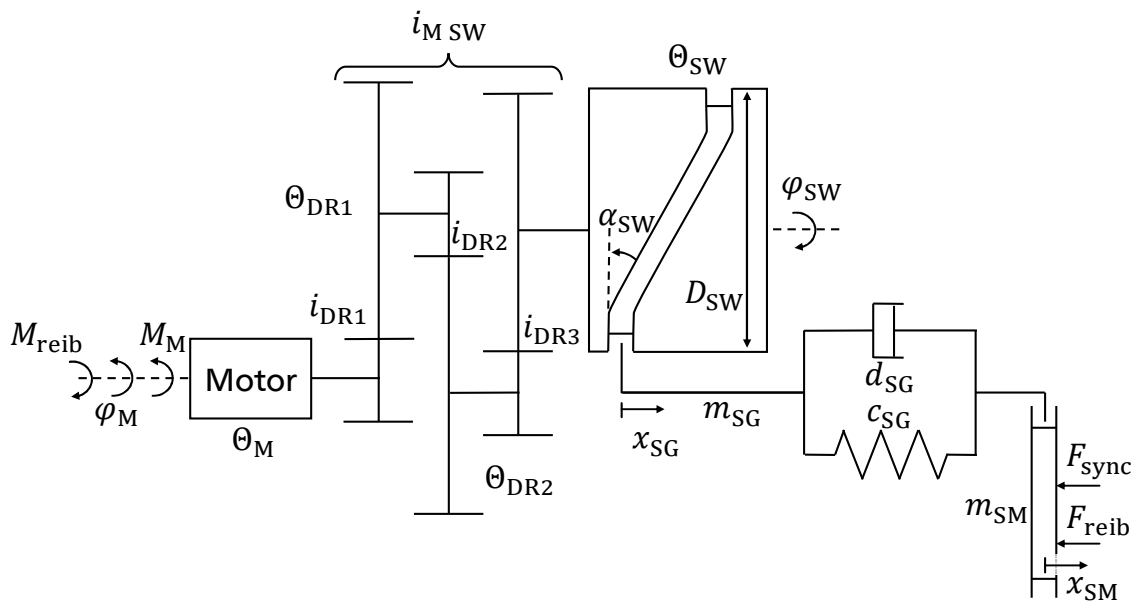 i_M SW
Θ_SW
Θ_DR1
i_DR2
α_SW
φ_SW
D_SW
i_DR1
i_DR3
M_reib
M_M
Motor
φ_M
Θ_M
d_SG
c_SG
x_SG
m_SG
Θ_DR2
F_sync
m_SM
F_reib
x_SM